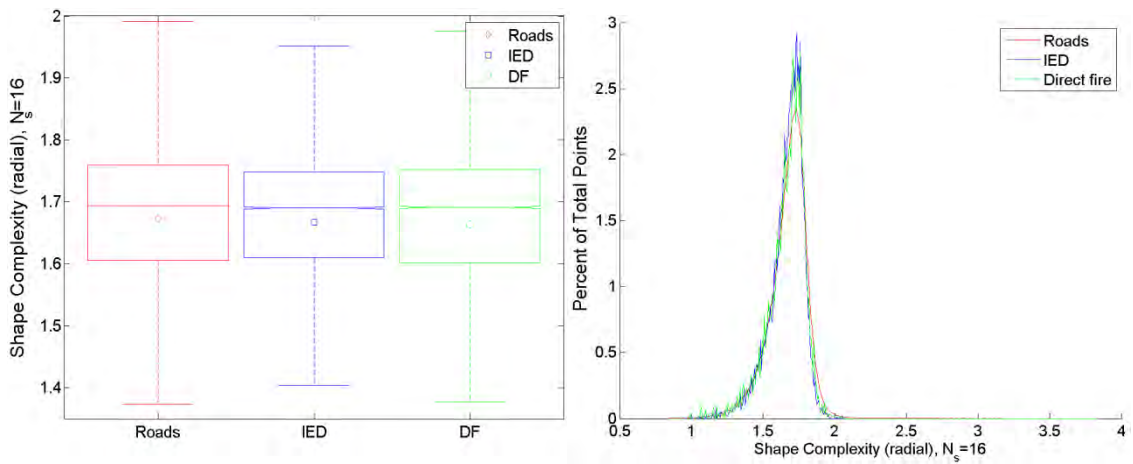 2
1.9
1.8
1.7
1.6
1.5
1.4
Shape Complexity (radial), N_s=16
Roads
IED
DF
Roads
IED
DF
3
2.5
2
1.5
1
0.5
0
Percent of Total Points
Roads
IED
Direct fire
0.5 1 1.5 2 2.5 3 3.5 4
Shape Complexity (radial), N_s=16